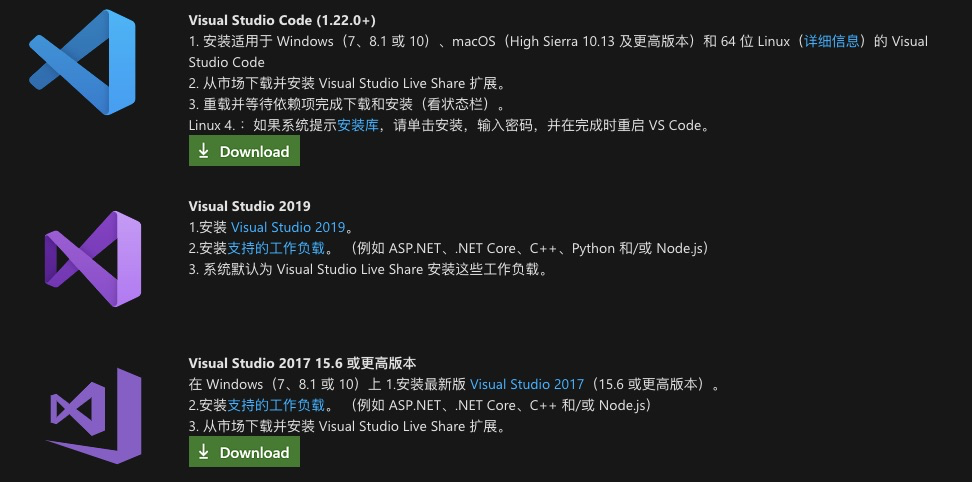 Visual Studio Code (1.22.0+)
1. 安装适用于 Windows（7、8.1 或 10）、macOS（High Sierra 10.13 及更高版本）和 64 位 Linux（详细信息）的 Visual
Studio Code
2. 从市场下载并安装 Visual Studio Live Share 扩展。
3. 重载并等待依赖项完成下载和安装（看状态栏）。
Linux 4.： 如果系统提示安装库，请单击安装，输入密码，并在完成时重启 VS Code。
Download
Visual Studio 2019
1.安装 Visual Studio 2019。
2.安装支持的工作负载。 （例如 ASP.NET、.NET Core、C++、Python 和/或 Node.js）
3. 系统默认为 Visual Studio Live Share 安装这些工作负载。
Visual Studio 2017 15.6 或更高版本
在 Windows（7、8.1 或 10）上 1.安装最新版 Visual Studio 2017（15.6 或更高版本）。
2.安装支持的工作负载。 （例如 ASP.NET、.NET Core、C++ 和/或 Node.js）
3. 从市场下载并安装 Visual Studio Live Share 扩展。
Download